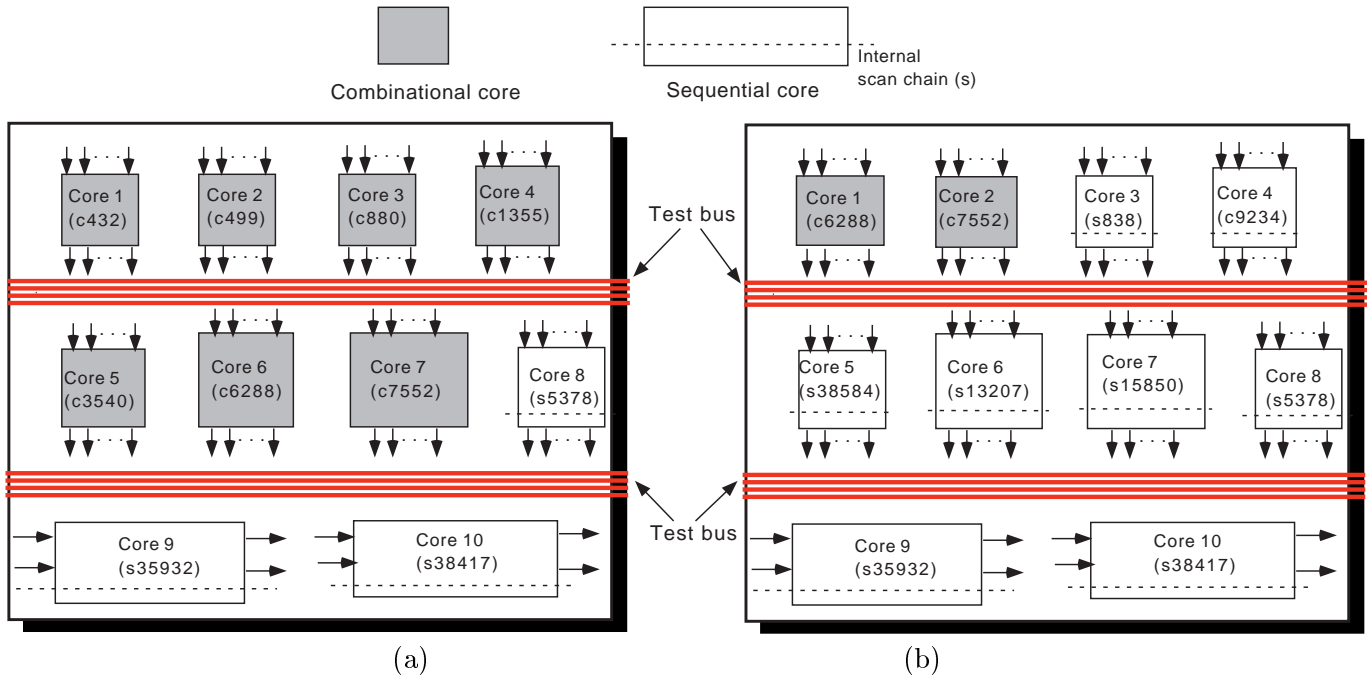 Combinational core
Sequential core
Internal
scan chain (s)
Core 1
(c432)
Core 2
(c499)
Core 3
(c880)
Core 4
(c1355)
Core 5
(c3540)
Core 6
(c6288)
Core 7
(c7552)
Core 8
(s5378)
Core 9
(s35932)
Core 10
(s38417)
Test bus
Test bus
Core 1
(c6288)
Core 2
(c7552)
Core 3
(s838)
Core 4
(c9234)
Core 5
(s38584)
Core 6
(s13207)
Core 7
(s15850)
Core 8
(s5378)
Core 9
(s35932)
Core 10
(s38417)
(a)
(b)